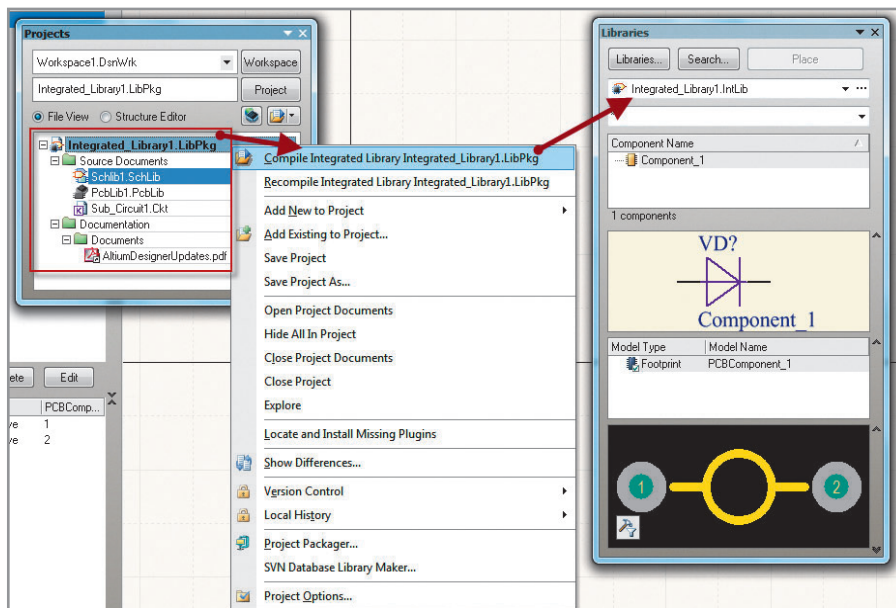 Projects
Workspace1.DsnWrk
Workspace
Integrated_Library1.LibPkg
Project
File View
Structure Editor
Integrated_Library1.LibPkg
Source Documents
Schlib1.SchLib
PcbLib1.PcbLib
Sub_Circuit1.Ckt
Documentation
Documents
AltiumDesignerUpdates.pdf
ete
Edit
PCBComp...
ve 1
ve 2
Compile Integrated Library Integrated_Library1.LibPkg
Recompile Integrated Library Integrated_Library1.LibPkg
Add New to Project
Add Existing to Project...
Save Project
Save Project As...
Open Project Documents
Hide All In Project
Close Project Documents
Close Project
Explore
Locate and Install Missing Plugins
Show Differences...
Version Control
Local History
Project Packager...
SVN Database Library Maker...
Project Options...
Libraries
Libraries...
Search...
Place
Integrated_Library1.IntLib
...
*
Component Name /
Component_1
1 components
VD?
Component_1
Model Type Model Name
Footprint PCBComponent_1
1 2